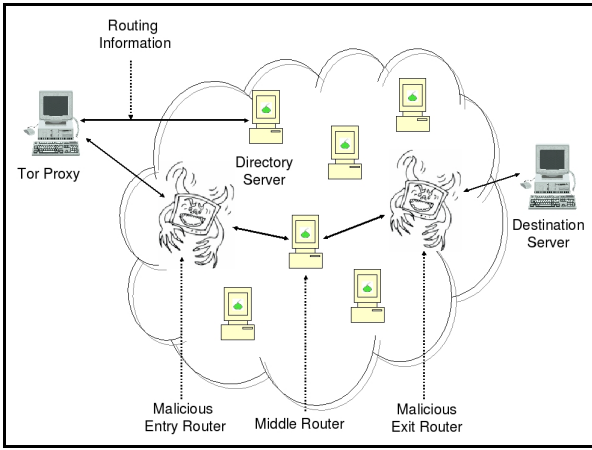 Routing
Information
Tor Proxy
Directory
Server
Destination
Server
Malicious
Entry Router
Middle Router
Malicious
Exit Router